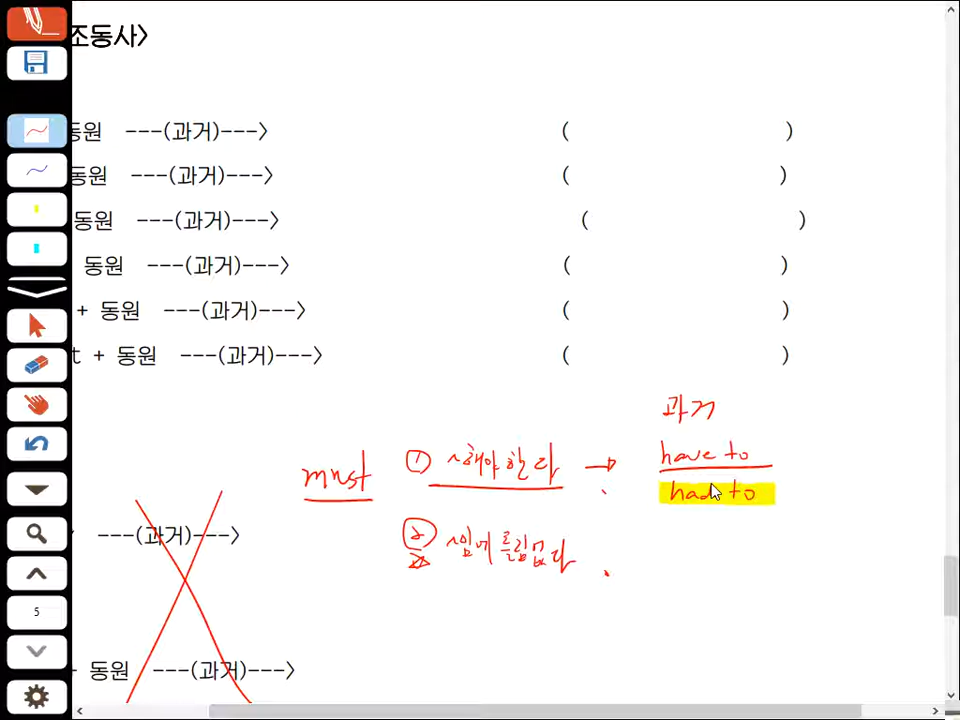 조동사〉
동원 ---(과거)---〉 ( )
동원 ---(과거)---〉 ( )
동원 ---(과거)---〉 ( )
동원 ---(과거)---〉 ( )
+ 동원 ---(과거)---〉 ( )
t + 동원 ---(과거)---〉 ( )
과거
must ① ~해야 한다 → have to
had to
② ~임에 틀림없다
---(과거)---〉
동원 ---(과거)---〉
5